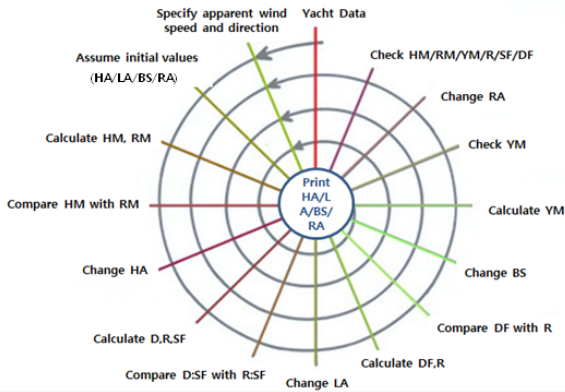 Specify apparent wind
speed and direction
Yacht Data
Check HM/RM/YM/R/SF/DF
Assume initial values
(HA/LA/BS/RA)
Change RA
Calculate HM, RM
Check YM
Print
HA/L
A/BS/
RA
Compare HM with RM
Calculate YM
Change HA
Change BS
Calculate D,R,SF
Compare DF with R
Compare D:SF with R:SF
Calculate DF,R
Change LA